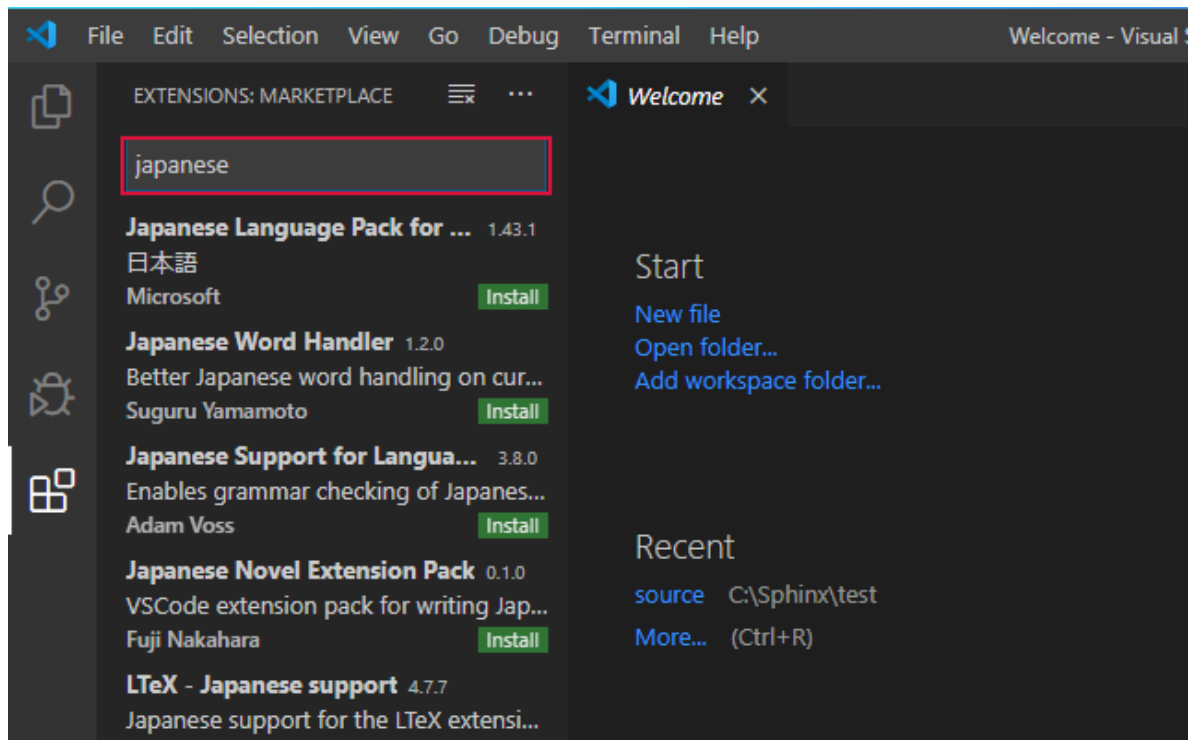 File Edit Selection View Go Debug Terminal Help Welcome - Visual S
EXTENSIONS: MARKETPLACE
japanese
Japanese Language Pack for ... 1.43.1
日本語
Microsoft Install
Japanese Word Handler 1.2.0
Better Japanese word handling on cur...
Suguru Yamamoto Install
Japanese Support for Langua... 3.8.0
Enables grammar checking of Japanes...
Adam Voss Install
Japanese Novel Extension Pack 0.1.0
VSCode extension pack for writing Jap...
Fuji Nakahara Install
LTeX - Japanese support 4.7.7
Japanese support for the LTeX extensi...
Welcome
Start
New file
Open folder...
Add workspace folder...
Recent
source C:\Sphinx\test
More... (Ctrl+R)